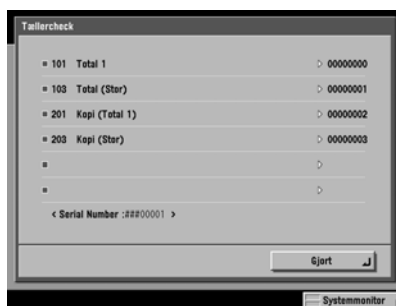 Tællercheck
101 Total 1 00000000
103 Total (Stor) 00000001
201 Kopi (Total 1) 00000002
203 Kopi (Stor) 00000003
< Serial Number :###00001 >
Gjort
Systemmonitor